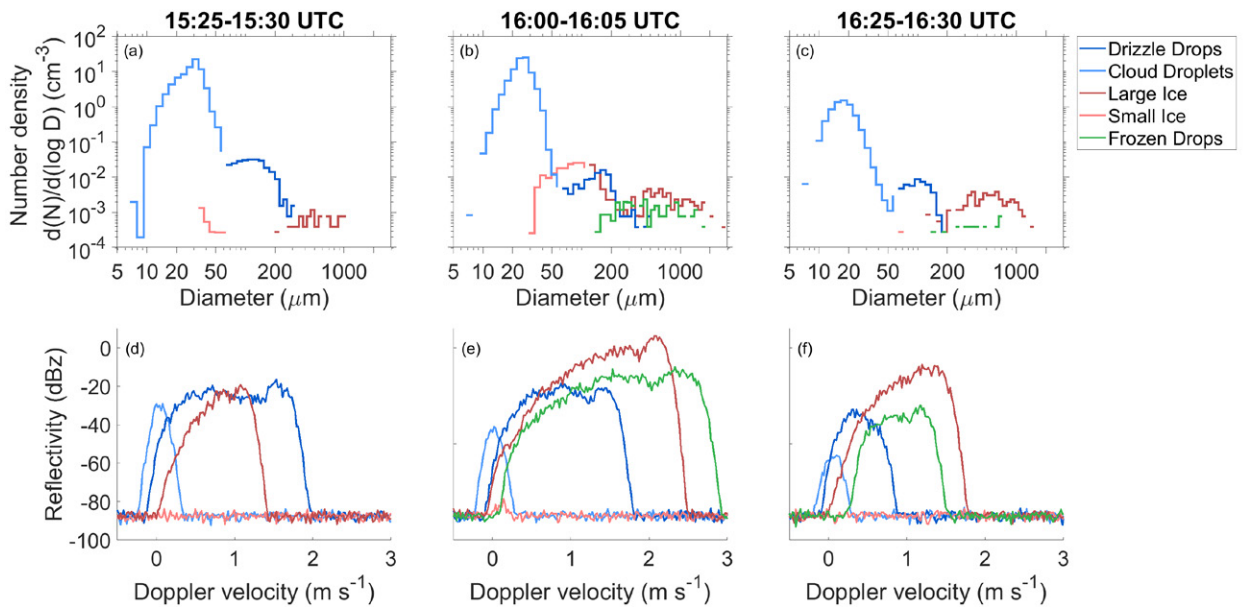 15:25-15:30 UTC
16:00-16:05 UTC
16:25-16:30 UTC
Number density
d(N)/d(log D) (cm⁻³)
10²
10¹
10⁰
10⁻¹
10⁻²
10⁻³
10⁻⁴
(a)
(b)
(c)
Drizzle Drops
Cloud Droplets
Large Ice
Small Ice
Frozen Drops
5 10 20 50 200 1000
5 10 20 50 200 1000
5 10 20 50 200 1000
Diameter (μm)
Diameter (μm)
Diameter (μm)
Reflectivity (dBz)
0
-20
-40
-60
-80
-100
(d)
(e)
(f)
0 1 2 3
0 1 2 3
0 1 2 3
Doppler velocity (m s⁻¹)
Doppler velocity (m s⁻¹)
Doppler velocity (m s⁻¹)